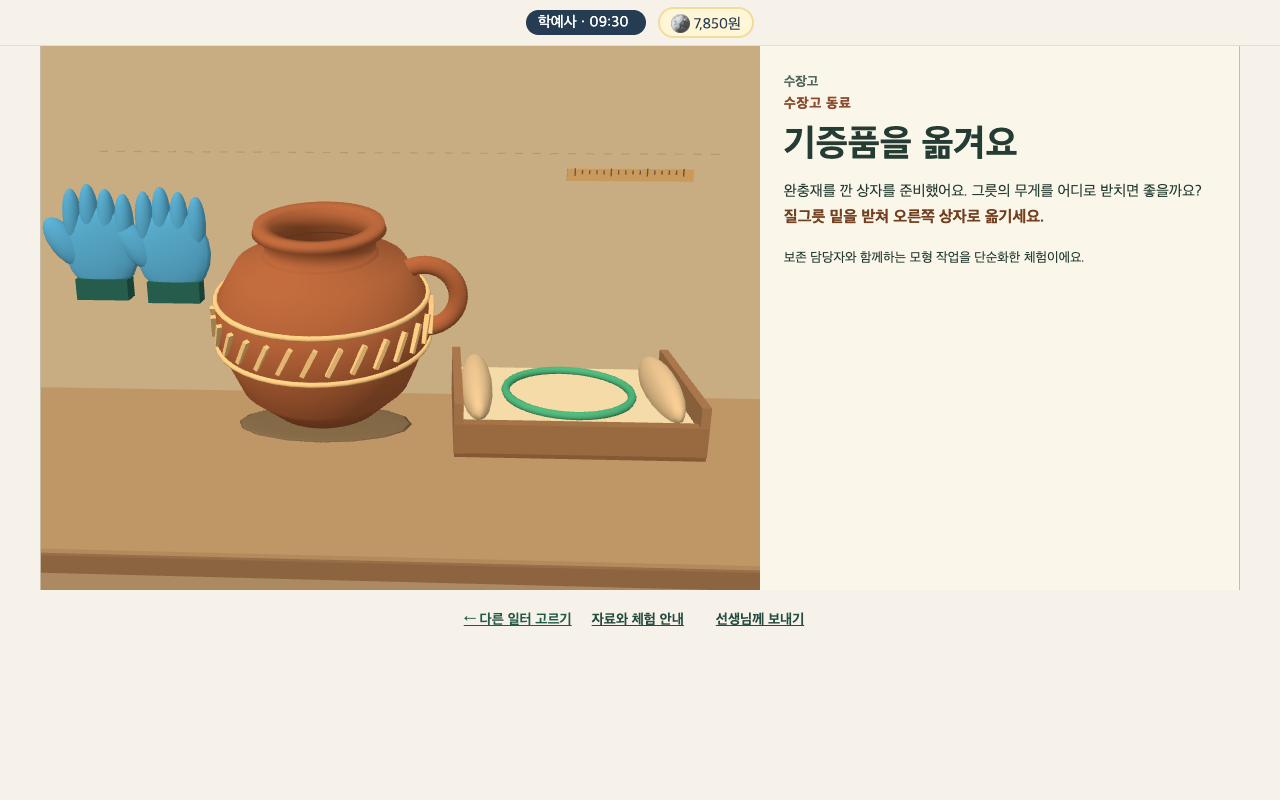 학예사 · 09:30
7,850원
수장고
수장고 동료
기증품을 옮겨요
완충재를 깐 상자를 준비했어요. 그릇의 무게를 어디로 받치면 좋을까요?
질그릇 밑을 받쳐 오른쪽 상자로 옮기세요.
보존 담당자와 함께하는 모형 작업을 단순화한 체험이에요.
← 다른 일터 고르기 자료와 체험 안내 선생님께 보내기